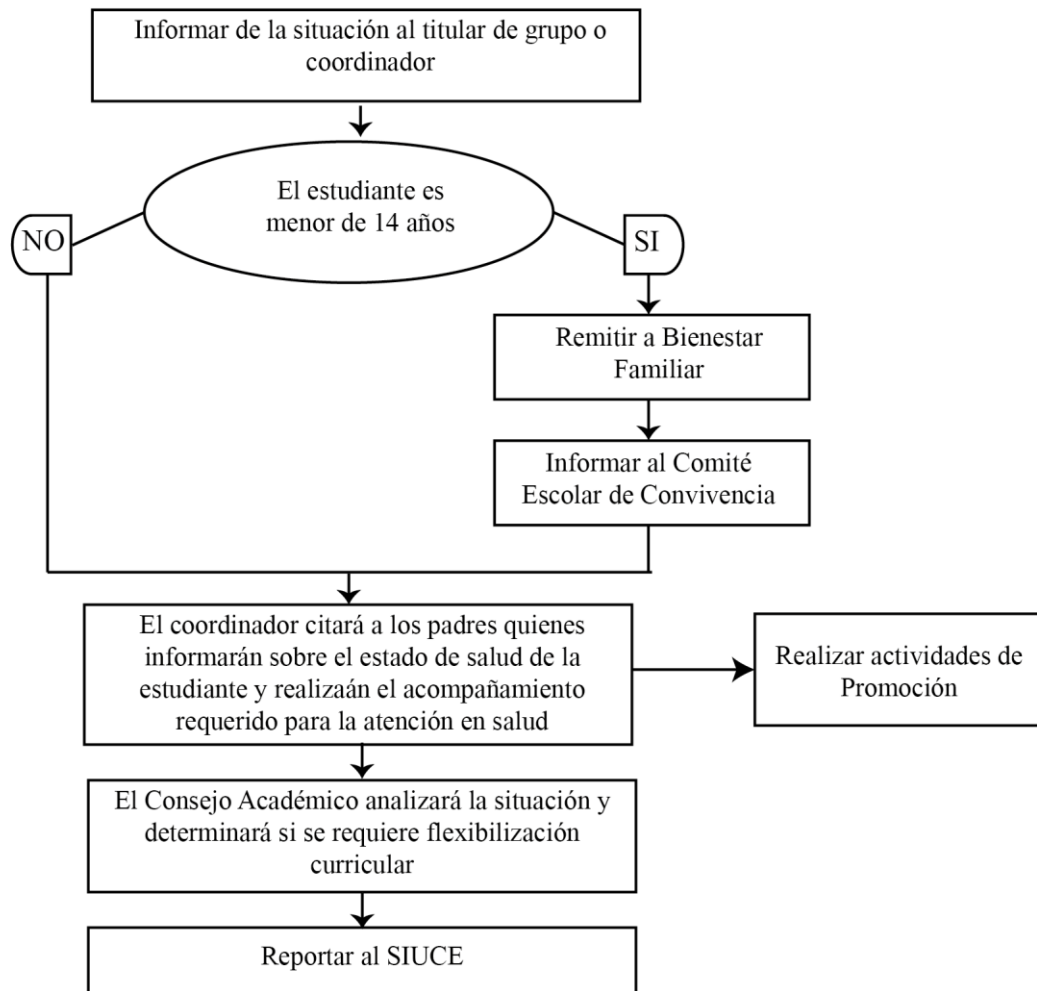 Informar de la situación al titular de grupo o
coordinador
El estudiante es
menor de 14 años
NO
SI
Remitir a Bienestar
Familiar
Informar al Comité
Escolar de Convivencia
El coordinador citará a los padres quienes
informarán sobre el estado de salud de la
estudiante y realizaán el acompañamiento
requerido para la atención en salud
Realizar actividades de
Promoción
El Consejo Académico analizará la situación y
determinará si se requiere flexibilización
curricular
Reportar al SIUCE